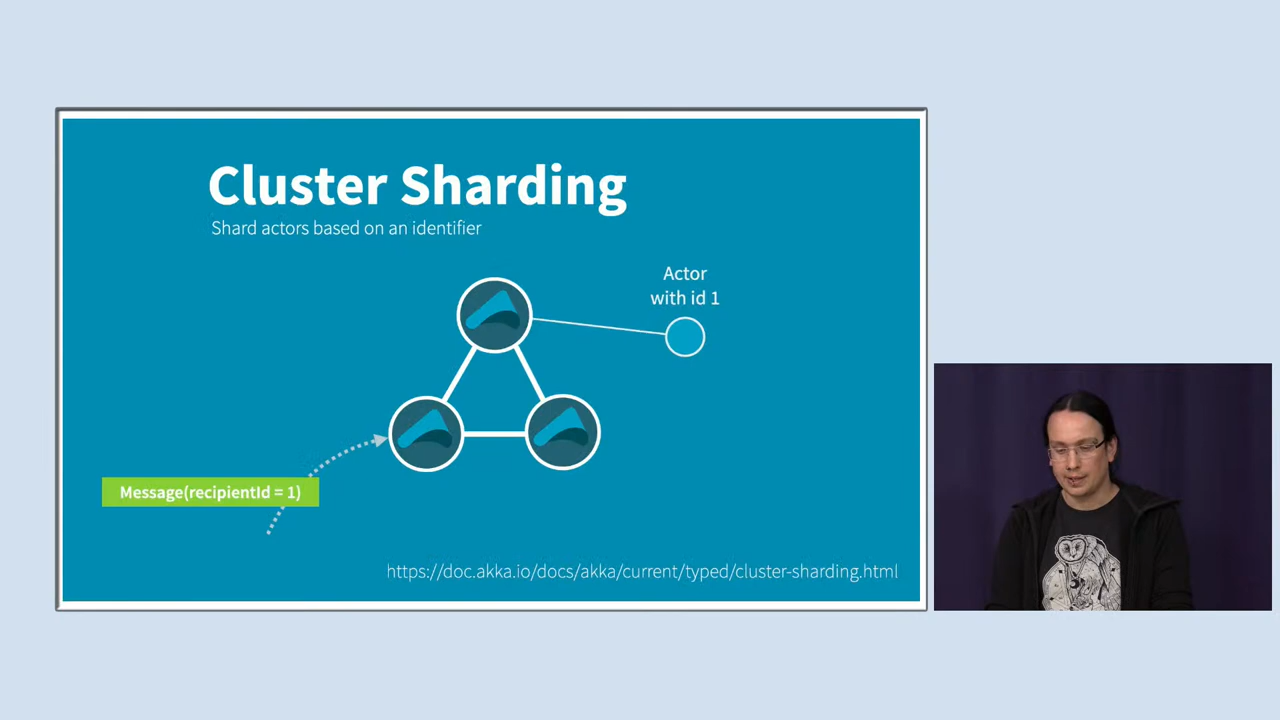 Cluster Sharding
Shard actors based on an identifier
Actor
with id 1
Message(recipientId = 1)
https://doc.akka.io/docs/akka/current/typed/cluster-sharding.html